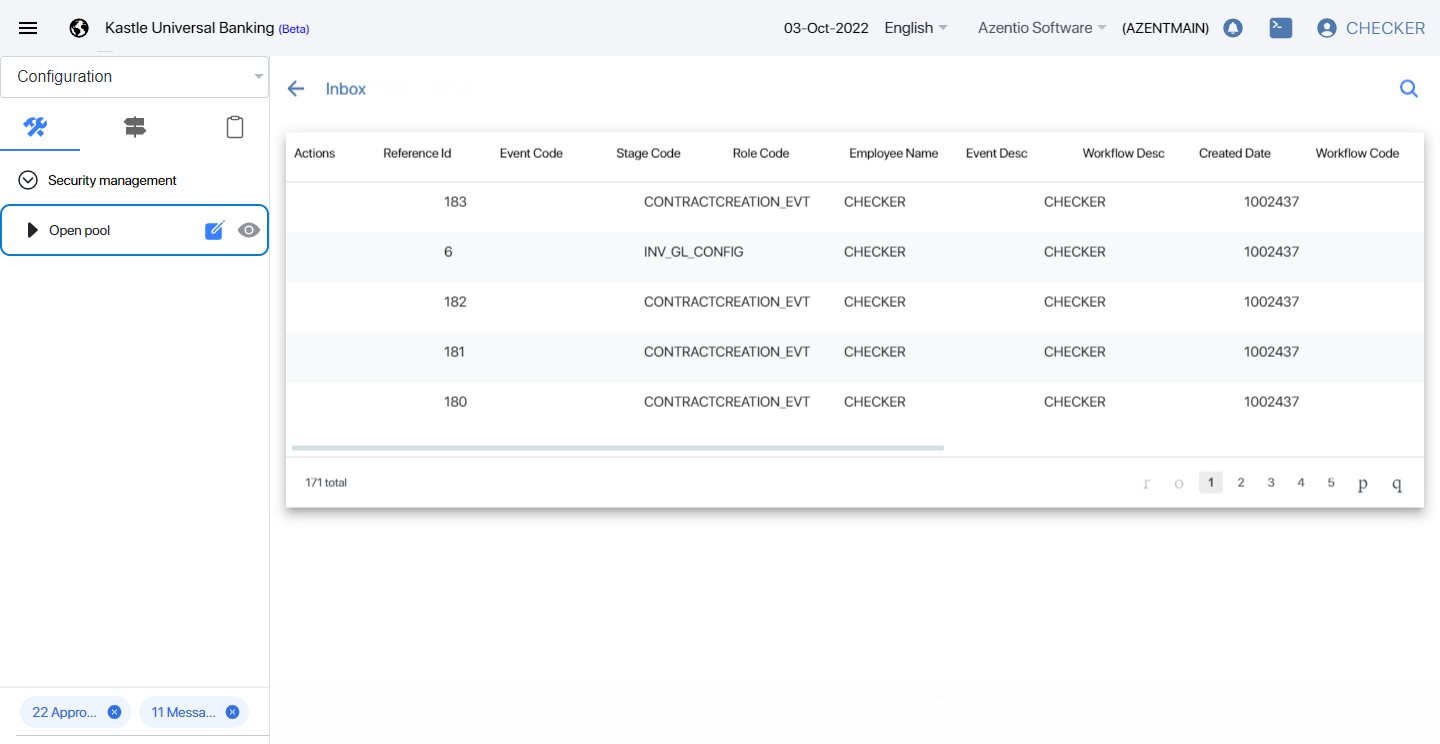 Kastle Universal Banking (Beta) 03-Oct-2022 English Azentio Software (AZENTMAIN) CHECKER
Configuration
Inbox
Security management
Open pool
Actions Reference Id Event Code Stage Code Role Code Employee Name Event Desc Workflow Desc Created Date Workflow Code
183 CONTRACTCREATION_EVT CHECKER CHECKER 1002437
6 INV_GL_CONFIG CHECKER CHECKER 1002437
182 CONTRACTCREATION_EVT CHECKER CHECKER 1002437
181 CONTRACTCREATION_EVT CHECKER CHECKER 1002437
180 CONTRACTCREATION_EVT CHECKER CHECKER 1002437
171 total r o 1 2 3 4 5 p q
22 Appro... 11 Messa...